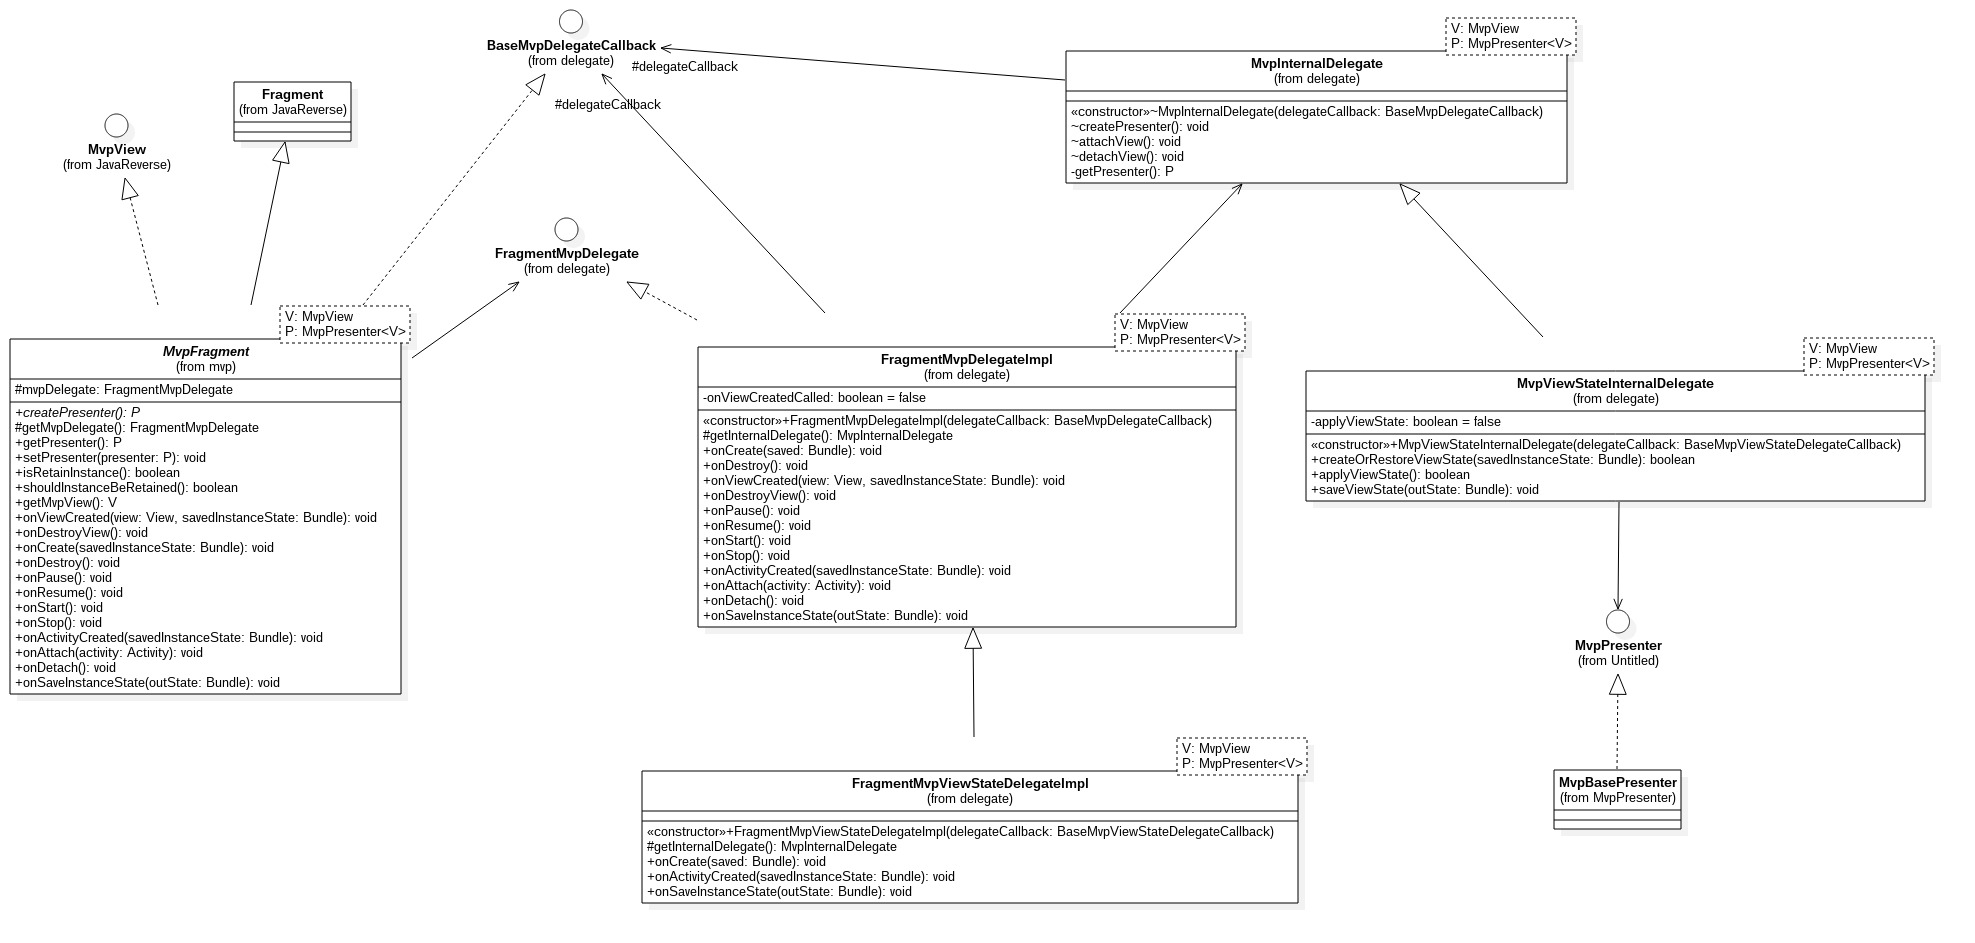 BaseMvpDelegateCallback
(from delegate)
#delegateCallback
#delegateCallback
Fragment
(from JavaReverse)
MvpView
(from JavaReverse)
FragmentMvpDelegate
(from delegate)
V: MvpView
P: MvpPresenter<V>
MvpInternalDelegate
(from delegate)
«constructor»~MvpInternalDelegate(delegateCallback: BaseMvpDelegateCallback)
~createPresenter(): void
~attachView(): void
~detachView(): void
-getPresenter(): P
V: MvpView
P: MvpPresenter<V>
MvpFragment
(from mvp)
#mvpDelegate: FragmentMvpDelegate
+createPresenter(): P
#getMvpDelegate(): FragmentMvpDelegate
+getPresenter(): P
+setPresenter(presenter: P): void
+isRetainInstance(): boolean
+shouldInstanceBeRetained(): boolean
+getMvpView(): V
+onViewCreated(view: View, savedInstanceState: Bundle): void
+onDestroyView(): void
+onCreate(savedInstanceState: Bundle): void
+onDestroy(): void
+onPause(): void
+onResume(): void
+onStart(): void
+onStop(): void
+onActivityCreated(savedInstanceState: Bundle): void
+onAttach(activity: Activity): void
+onDetach(): void
+onSaveInstanceState(outState: Bundle): void
V: MvpView
P: MvpPresenter<V>
FragmentMvpDelegateImpl
(from delegate)
-onViewCreatedCalled: boolean = false
«constructor»+FragmentMvpDelegateImpl(delegateCallback: BaseMvpDelegateCallback)
#getInternalDelegate(): MvpInternalDelegate
+onCreate(saved: Bundle): void
+onDestroy(): void
+onViewCreated(view: View, savedInstanceState: Bundle): void
+onDestroyView(): void
+onPause(): void
+onResume(): void
+onStart(): void
+onStop(): void
+onActivityCreated(savedInstanceState: Bundle): void
+onAttach(activity: Activity): void
+onDetach(): void
+onSaveInstanceState(outState: Bundle): void
V: MvpView
P: MvpPresenter<V>
MvpViewStateInternalDelegate
(from delegate)
-applyViewState: boolean = false
«constructor»+MvpViewStateInternalDelegate(delegateCallback: BaseMvpViewStateDelegateCallback)
+createOrRestoreViewState(savedInstanceState: Bundle): boolean
+applyViewState(): boolean
+saveViewState(outState: Bundle): void
MvpPresenter
(from Untitled)
V: MvpView
P: MvpPresenter<V>
FragmentMvpViewStateDelegateImpl
(from delegate)
«constructor»+FragmentMvpViewStateDelegateImpl(delegateCallback: BaseMvpViewStateDelegateCallback)
#getInternalDelegate(): MvpInternalDelegate
+onCreate(saved: Bundle): void
+onActivityCreated(savedInstanceState: Bundle): void
+onSaveInstanceState(outState: Bundle): void
MvpBasePresenter
(from MvpPresenter)